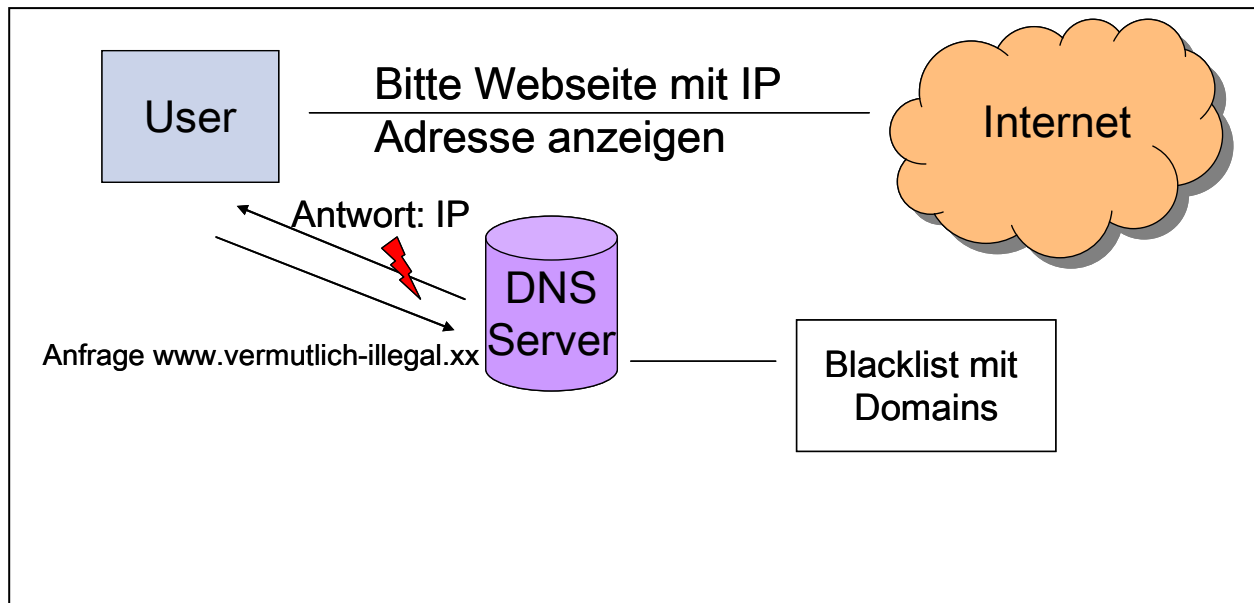 User
Bitte Webseite mit IP
Adresse anzeigen
Internet
Antwort: IP
DNS
Server
Anfrage www.vermutlich-illegal.xx
Blacklist mit
Domains